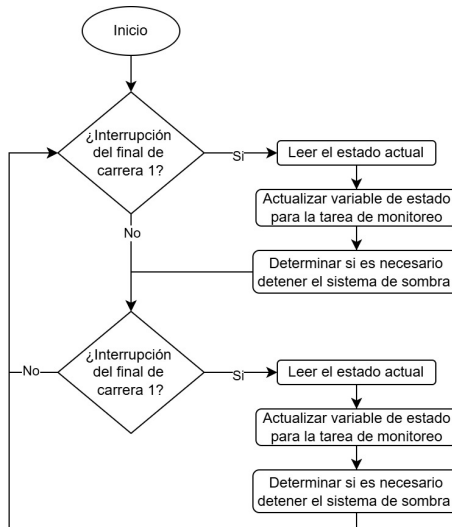 Inicio
¿Interrupción
del final de
carrera 1?
Si
Leer el estado actual
Actualizar variable de estado
para la tarea de monitoreo
No
Determinar si es necesario
detener el sistema de sombra
¿Interrupción
del final de
carrera 1?
No
Si
Leer el estado actual
Actualizar variable de estado
para la tarea de monitoreo
Determinar si es necesario
detener el sistema de sombra